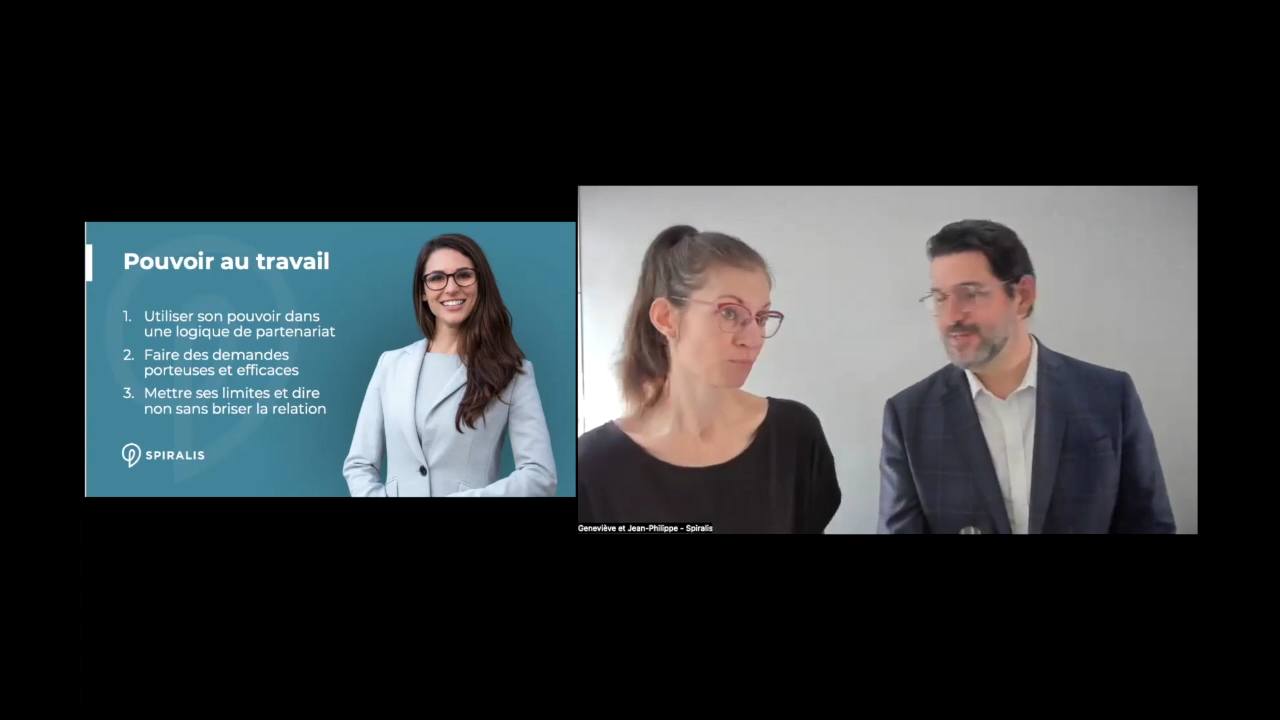 Pouvoir au travail
1. Utiliser son pouvoir dans
une logique de partenariat
2. Faire des demandes
porteuses et efficaces
3. Mettre ses limites et dire
non sans briser la relation
SPIRALIS
Geneviève et Jean-Philippe - Spiralis